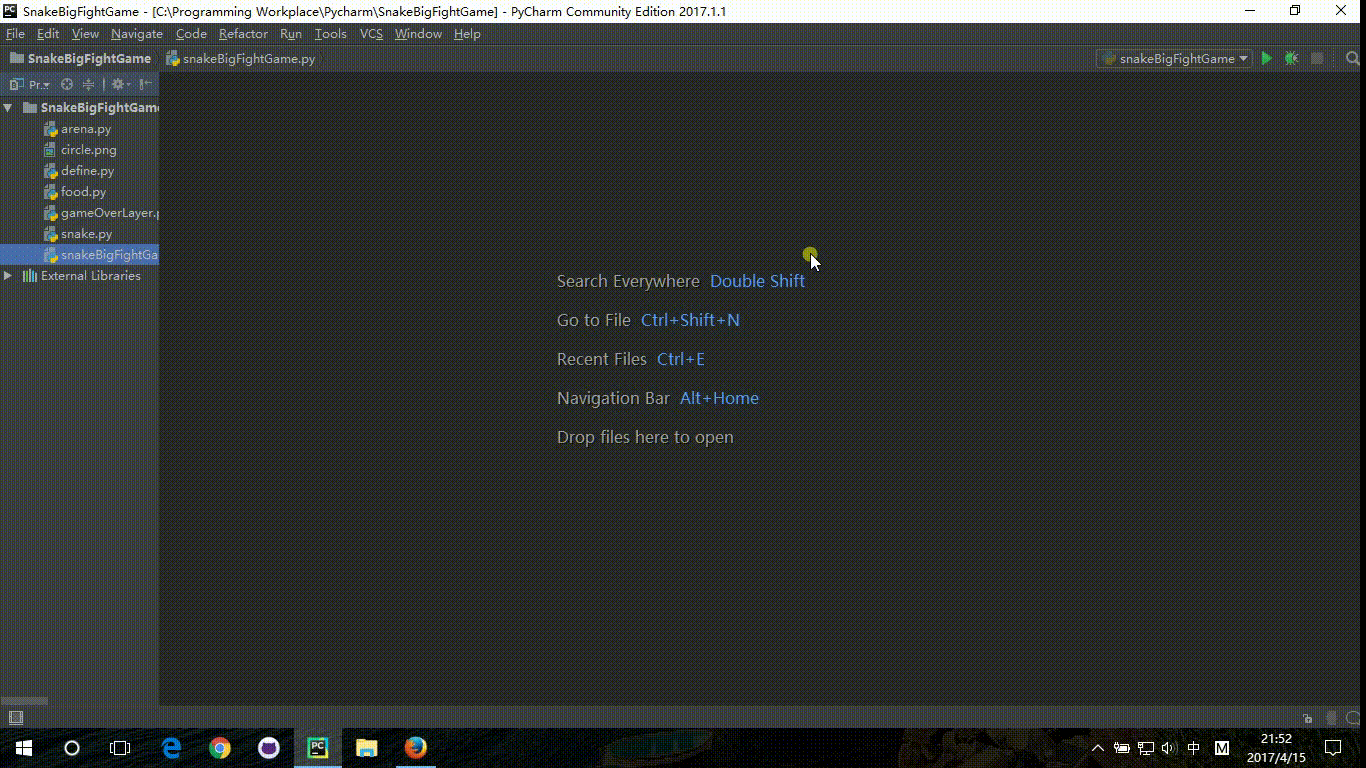 SnakeBigFightGame - [C:\Programming Workplace\Pycharm\SnakeBigFightGame] - PyCharm Community Edition 2017.1.1
File Edit View Navigate Code Refactor Run Tools VCS Window Help
SnakeBigFightGame snakeBigFightGame.py snakeBigFightGame
Pr..
SnakeBigFightGame
arena.py
circle.png
define.py
food.py
gameOverLayer.p
snake.py
snakeBigFightGa
External Libraries
Search Everywhere Double Shift
Go to File Ctrl+Shift+N
Recent Files Ctrl+E
Navigation Bar Alt+Home
Drop files here to open
中 M 21:52
2017/4/15